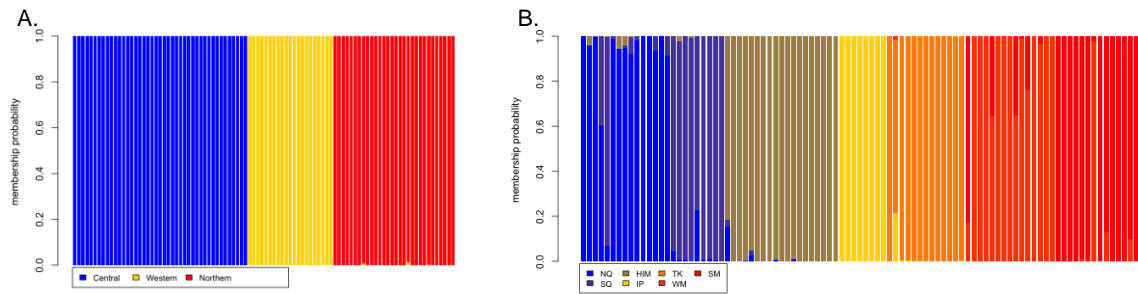 A.
membership probability
1.0
0.8
0.6
0.4
0.2
0.0
Central Western Northern
B.
membership probability
1.0
0.8
0.6
0.4
0.2
0.0
NQ HIM TK SM
SQ IP WM